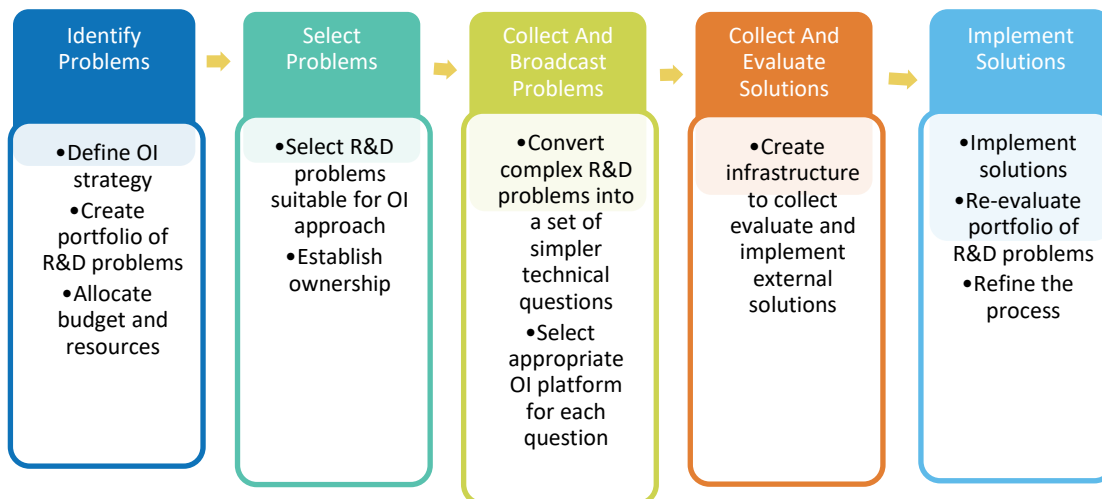 Identify
Problems
•Define OI
strategy
•Create
portfolio of
R&D problems
•Allocate
budget and
resources
Select
Problems
•Select R&D
problems
suitable for OI
approach
•Establish
ownership
Collect And
Broadcast
Problems
•Convert
complex R&D
problems into
a set of
simpler
technical
questions
•Select
appropriate
OI platform
for each
question
Collect And
Evaluate
Solutions
•Create
infrastructure
to collect
evaluate and
implement
external
solutions
Implement
Solutions
•Implement
solutions
•Re-evaluate
portfolio of
R&D problems
•Refine the
process